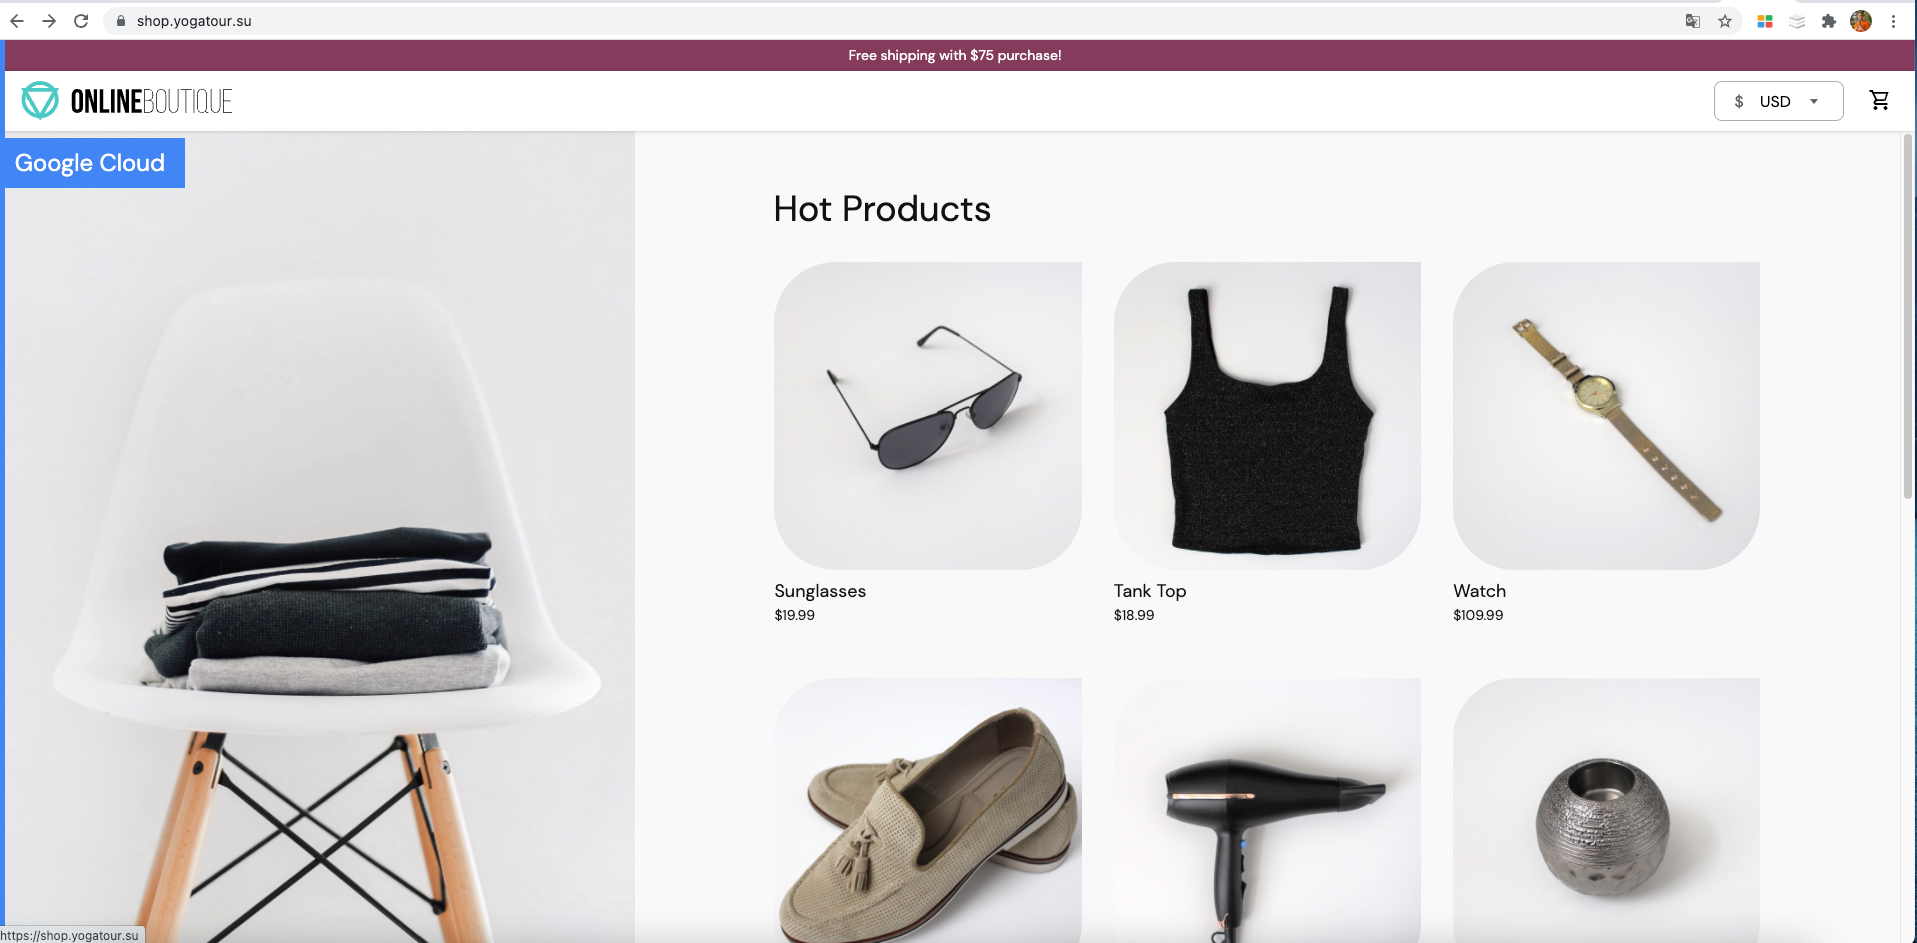 shop.yogatour.su
Free shipping with $75 purchase!
ONLINEBOUTIQUE
$ USD
Google Cloud
Hot Products
Sunglasses
$19.99
Tank Top
$18.99
Watch
$109.99
https://shop.yogatour.su